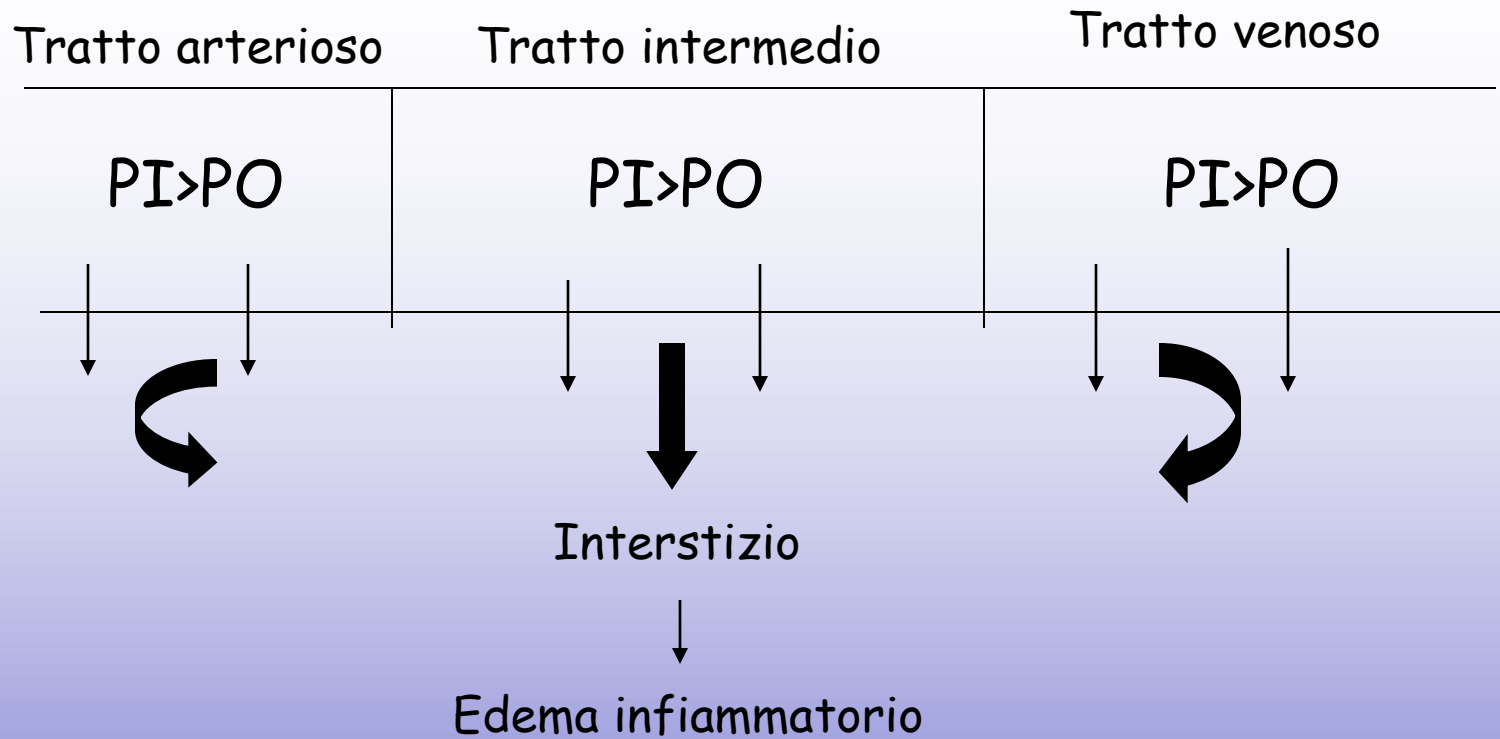 Tratto arterioso
Tratto intermedio
Tratto venoso
PI>PO
PI>PO
PI>PO
Interstizio
Edema infiammatorio